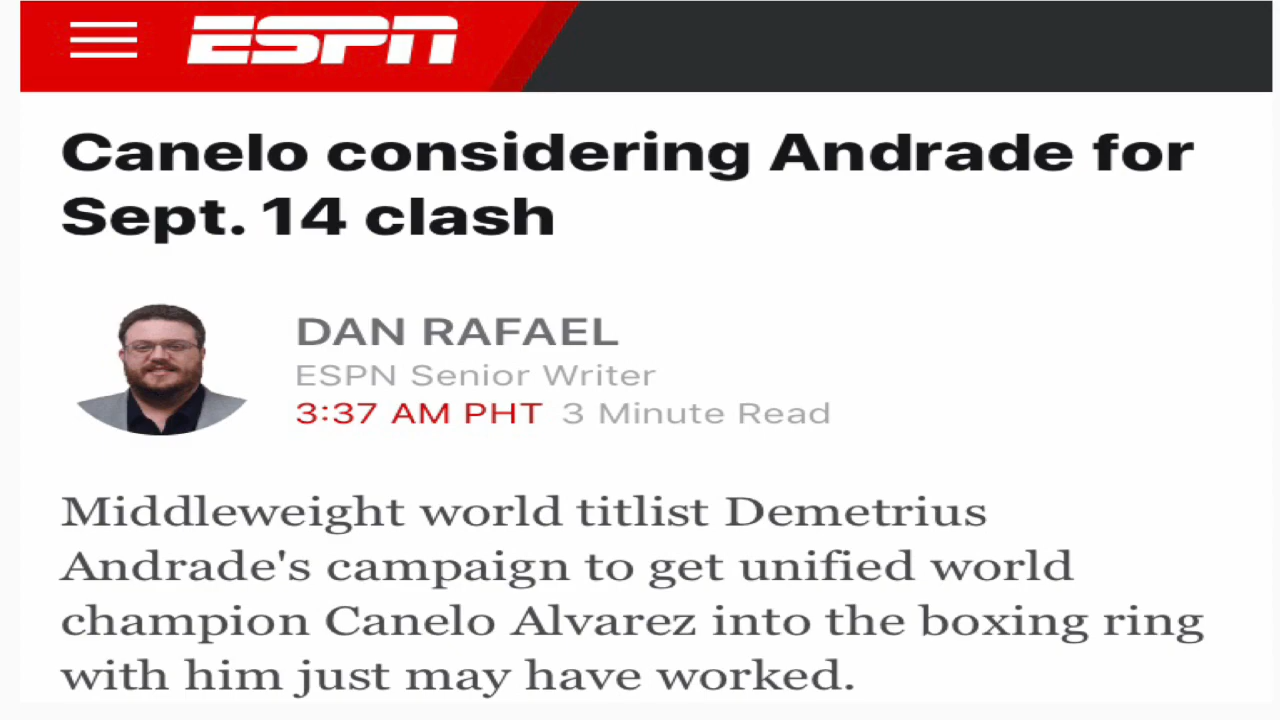 ESPN
Canelo considering Andrade for
Sept. 14 clash
DAN RAFAEL
ESPN Senior Writer
3:37 AM PHT 3 Minute Read
Middleweight world titlist Demetrius
Andrade's campaign to get unified world
champion Canelo Alvarez into the boxing ring
with him just may have worked.